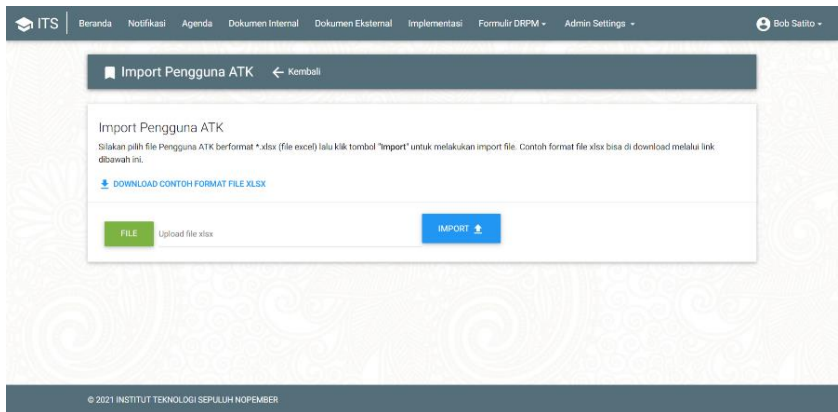 ITS Beranda Notifikasi Agenda Dokumen Internal Dokumen Eksternal Implementasi Formulir DRPM Admin Settings Bob Satito
Import Pengguna ATK Kembali
Import Pengguna ATK
Silakan pilih file Pengguna ATK berformat *.xlsx (file excel) lalu klik tombol "Import" untuk melakukan import file. Contoh format file xlsx bisa di download melalui link
dibawah ini.
DOWNLOAD CONTOH FORMAT FILE XLSX
FILE Upload file xlsx IMPORT
© 2021 INSTITUT TEKNOLOGI SEPULUH NOPEMBER